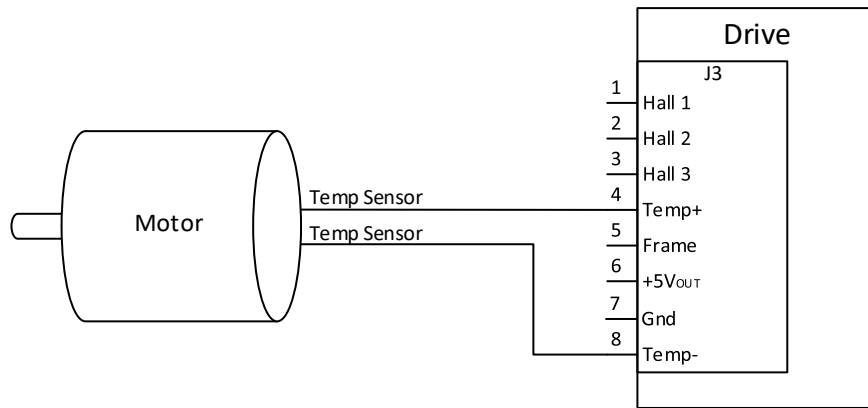 Drive
J3
1 Hall 1
2 Hall 2
3 Hall 3
Temp Sensor 4 Temp+
Motor
Temp Sensor 5 Frame
6 +5VOUT
7 Gnd
8 Temp-